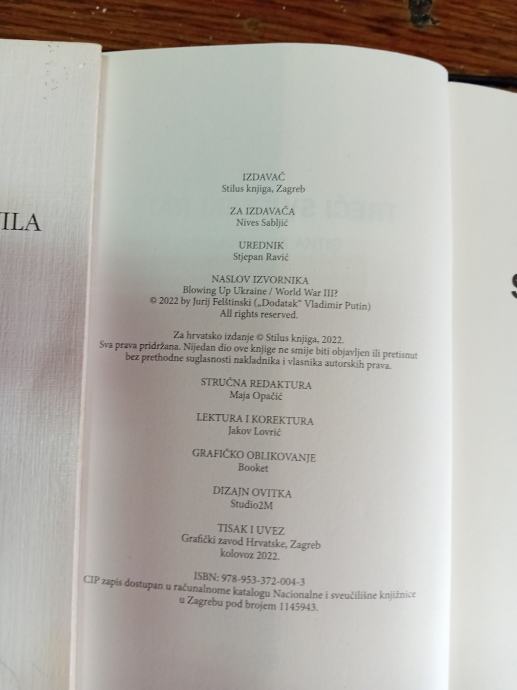 ILA
IZDAVAČ
Stilus knjiga, Zagreb
ZA IZDAVAČA
Nives Sabljić
UREDNIK
Stjepan Ravić
NASLOV IZVORNIKA
Blowing Up Ukraine / World War III?
© 2022 by Jurij Felštinski („Dodatak” Vladimir Putin)
All rights reserved.
Za hrvatsko izdanje © Stilus knjiga, 2022.
Sva prava pridržana. Nijedan dio ove knjige ne smije biti objavljen ili pretisnut
bez prethodne suglasnosti nakladnika i vlasnika autorskih prava.
STRUČNA REDAKTURA
Maja Opačić
LEKTURA I KOREKTURA
Jakov Lovrić
GRAFIČKO OBLIKOVANJE
Booket
DIZAJN OVITKA
Studio2M
TISAK I UVEZ
Grafički zavod Hrvatske, Zagreb
kolovoz 2022.
ISBN: 978-953-372-004-3
CIP zapis dostupan u računalnome katalogu Nacionalne i sveučilišne knjižnice
u Zagrebu pod brojem 1145943.